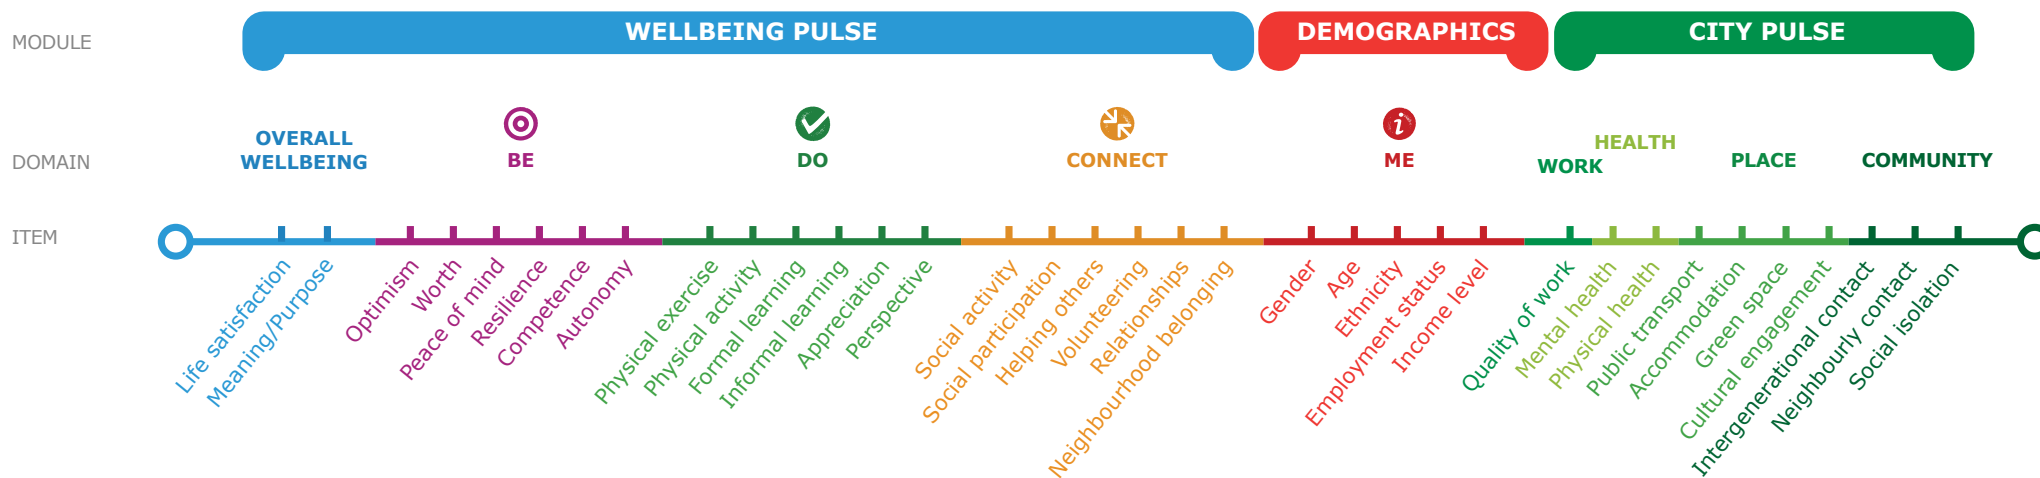 MODULE
WELLBEING PULSE
DEMOGRAPHICS
CITY PULSE
DOMAIN
OVERALL
WELLBEING
BE
DO
CONNECT
ME
WORK
HEALTH
PLACE
COMMUNITY
ITEM
Life satisfaction
Meaning/Purpose
Optimism
Worth
Peace of mind
Resilience
Competence
Autonomy
Physical exercise
Physical activity
Formal learning
Informal learning
Appreciation
Perspective
Social activity
Social participation
Helping others
Volunteering
Relationships
Neighbourhood belonging
Gender
Age
Ethnicity
Employment status
Income level
Quality of work
Mental health
Physical health
Public transport
Accommodation
Green space
Cultural engagement
Intergenerational contact
Neighbourly contact
Social isolation